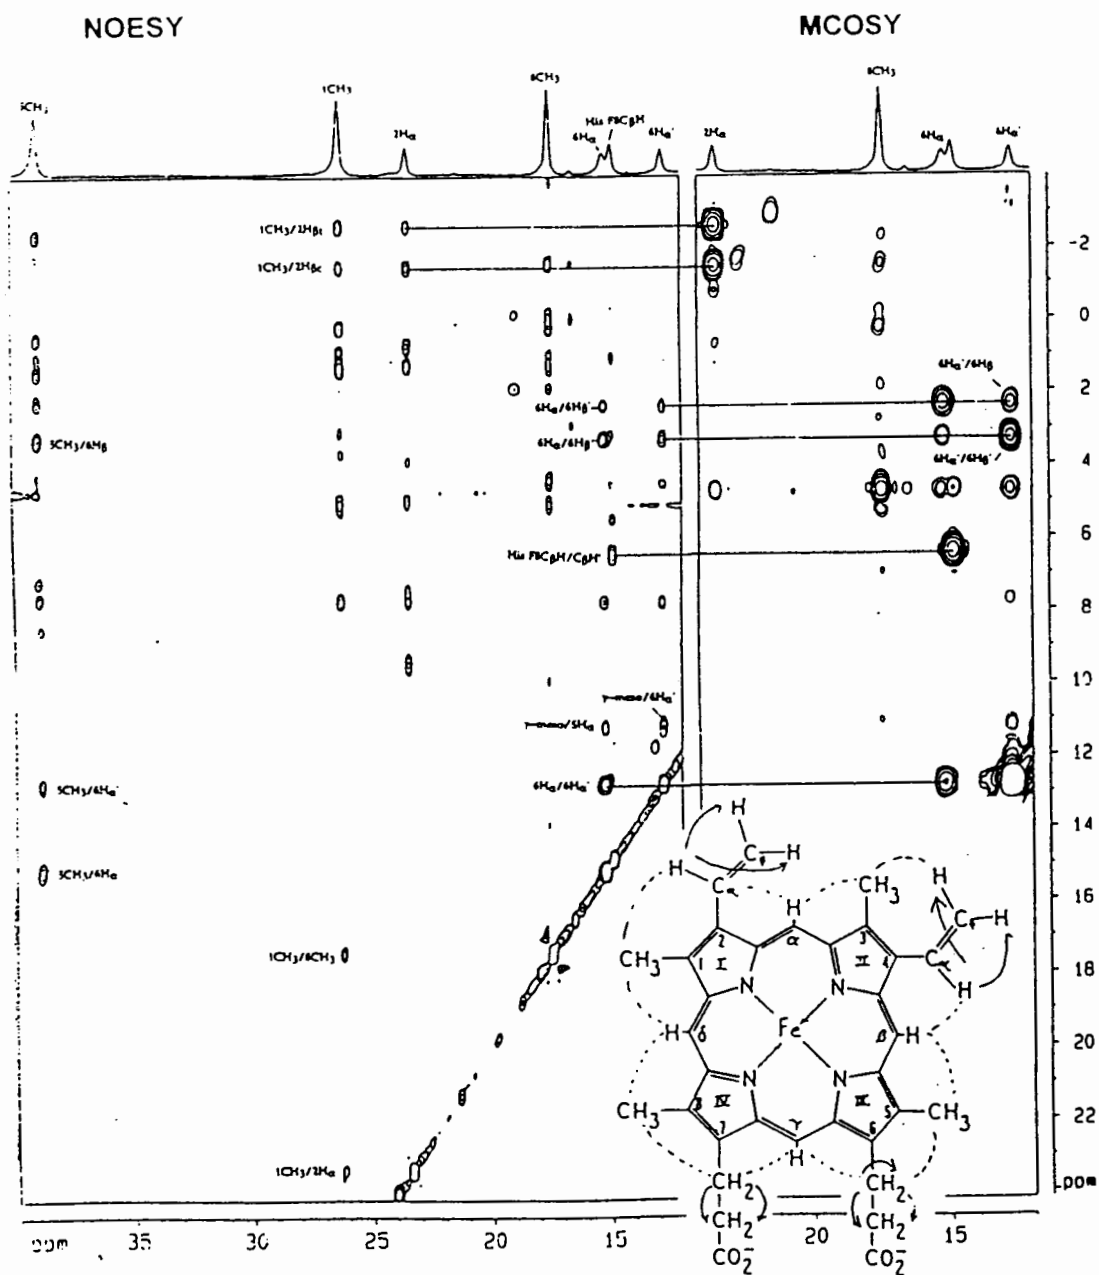 NOESY
MCOSY
5CH3
1CH3
2Hα
8CH3
6Hα
His F8CβH
6Hα'
2Hα
8CH3
6Hα
6Hα'
1CH3/2Hβt
1CH3/2Hβc
6Hα/6Hβ'
6Hα/6Hβ
5CH3/6Hβ
His F8CβH/CβH'
6Hα'/6Hβ
6Hα'/6Hβ'
γ-meso/6Hα'
γ-meso/5Hα
6Hα/6Hα'
5CH3/6Hα'
5CH3/6Hα
1CH3/8CH3
1CH3/2Hα
-2
0
2
4
6
8
10
12
14
16
18
20
22
ppm
H
H C H
C α
H
CH3
H
C H
C α
H
2 α 3
CH3 1 I II 4
N N
H δ Fe β H
N N
CH3 8 IV III 5 CH3
7 γ 6
H
CH2 CH2
CH2 CH2
CO2- CO2-
ppm 35 30 25 20 15
20 15